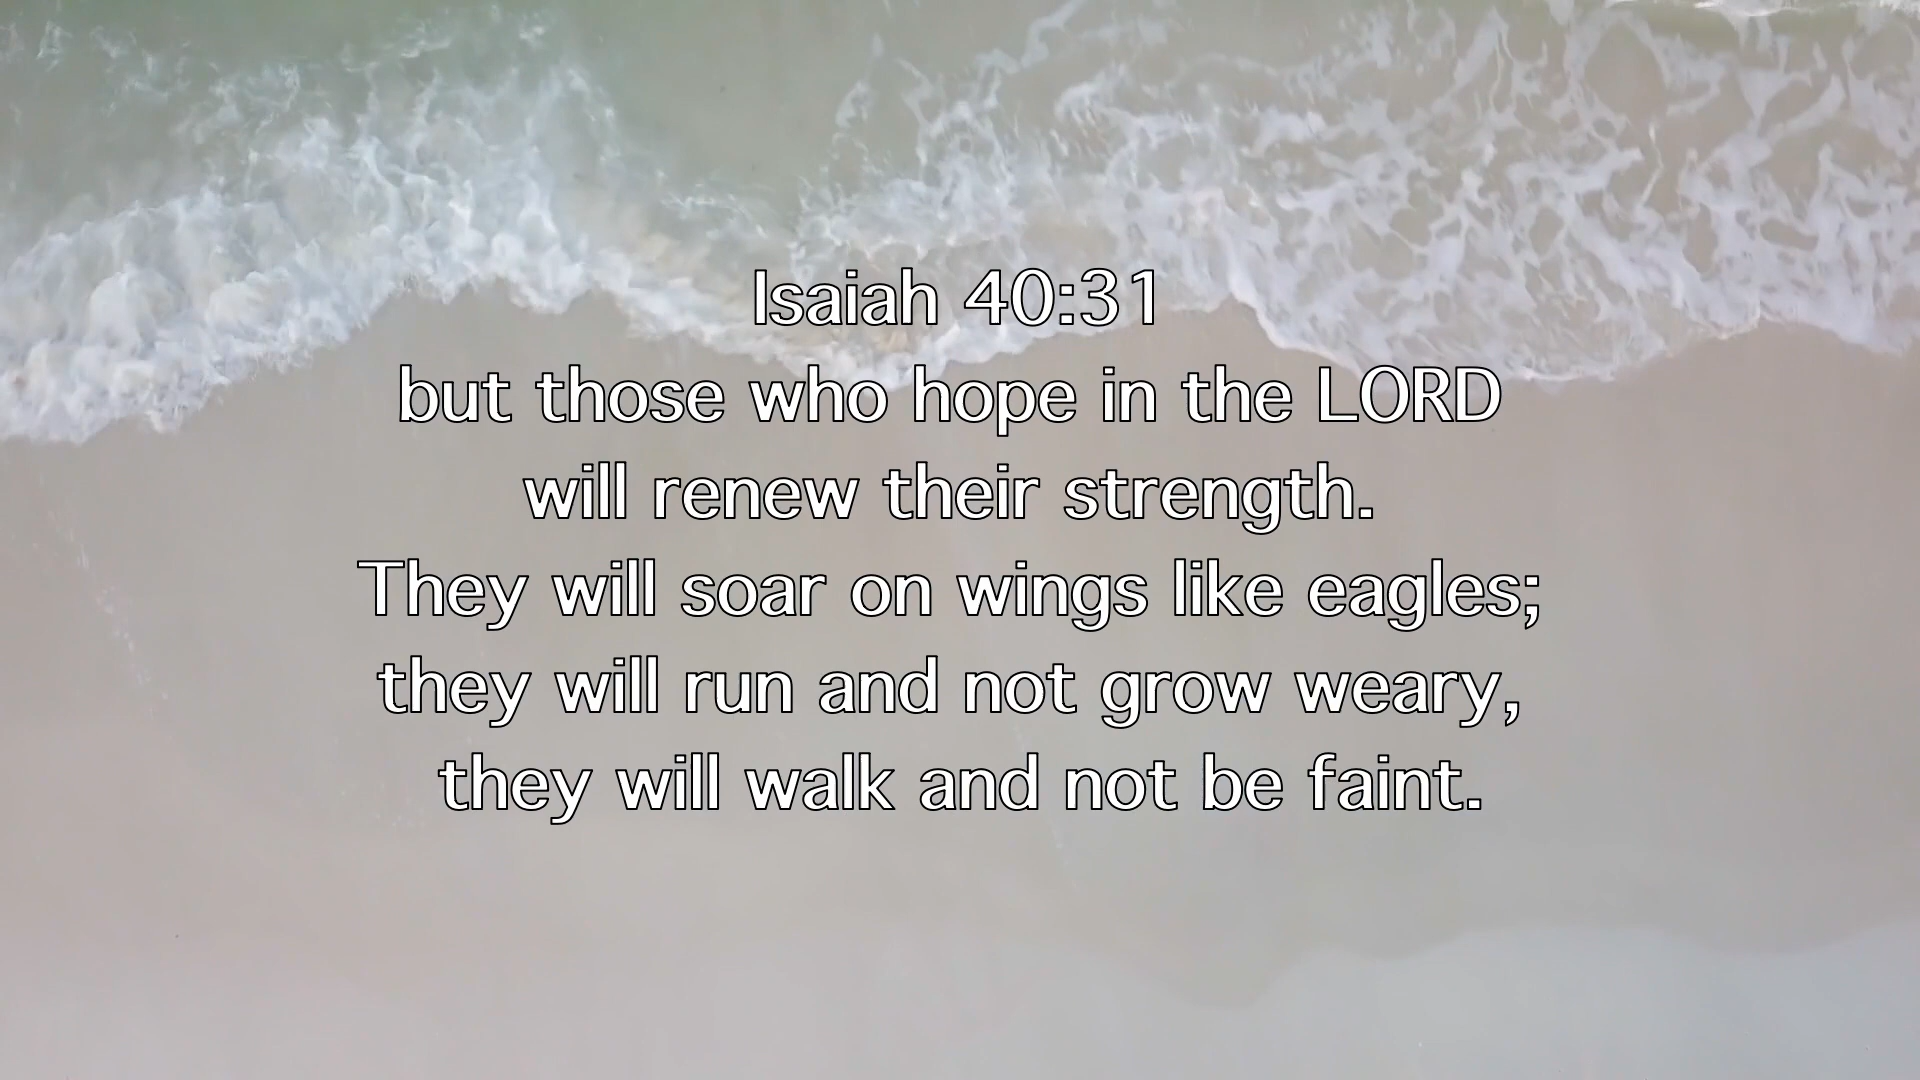 Isaiah 40:31
but those who hope in the LORD
will renew their strength.
They will soar on wings like eagles;
they will run and not grow weary,
they will walk and not be faint.